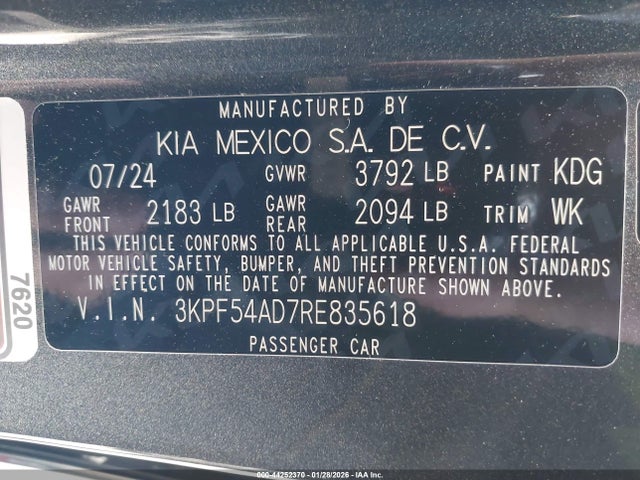 MANUFACTURED BY
KIA MEXICO S.A. DE C.V.
07/24 GVWR 3792 LB PAINT KDG
GAWR FRONT 2183 LB GAWR REAR 2094 LB TRIM WK
THIS VEHICLE CONFORMS TO ALL APPLICABLE U.S.A. FEDERAL
MOTOR VEHICLE SAFETY, BUMPER, AND THEFT PREVENTION STANDARDS
IN EFFECT ON THE DATE OF MANUFACTURE SHOWN ABOVE.
V.I.N. 3KPF54AD7RE835618
PASSENGER CAR
7620
000-44252370 - 01/28/2026 - IAA Inc.